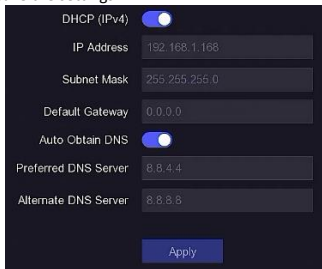 DHCP (IPv4)
IP Address 192.168.1.168
Subnet Mask 255.255.255.0
Default Gateway 0.0.0.0
Auto Obtain DNS
Preferred DNS Server 8.8.4.4
Alternate DNS Server 8.8.8.8
Apply